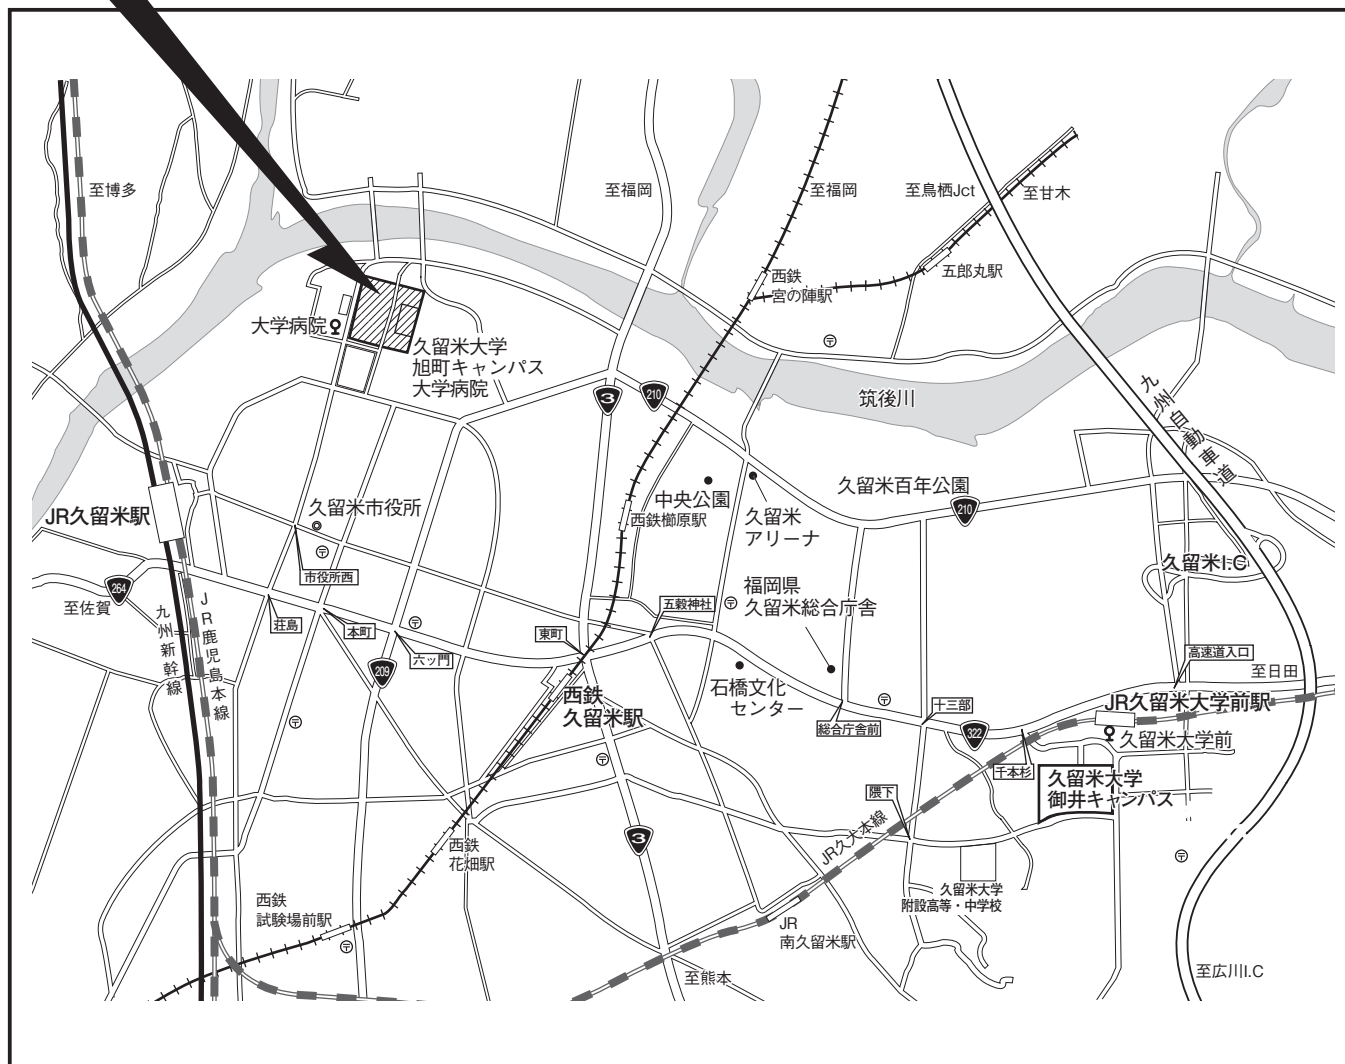 至博多
至福岡
至福岡
至鳥栖Jct
至甘木
五郎丸駅
西鉄
宮の陣駅
大学病院
久留米大学
旭町キャンパス
大学病院
筑後川
九州自動車道
3
210
久留米市役所
JR久留米駅
中央公園
西鉄櫛原駅
久留米
アリーナ
久留米百年公園
210
久留米I.C
市役所西
264
至佐賀
九州新幹線
JR鹿児島本線
荘島
本町
六ッ門
209
東町
五穀神社
福岡県
久留米総合庁舎
西鉄
久留米駅
石橋文化
センター
総合庁舎前
十三部
322
高速道入口
至日田
JR久留米大学前駅
久留米大学前
千本杉
久留米大学
御井キャンパス
隈下
JR久大本線
3
西鉄
花畑駅
久留米大学
附設高等・中学校
西鉄
試験場前駅
JR
南久留米駅
至熊本
至広川I.C